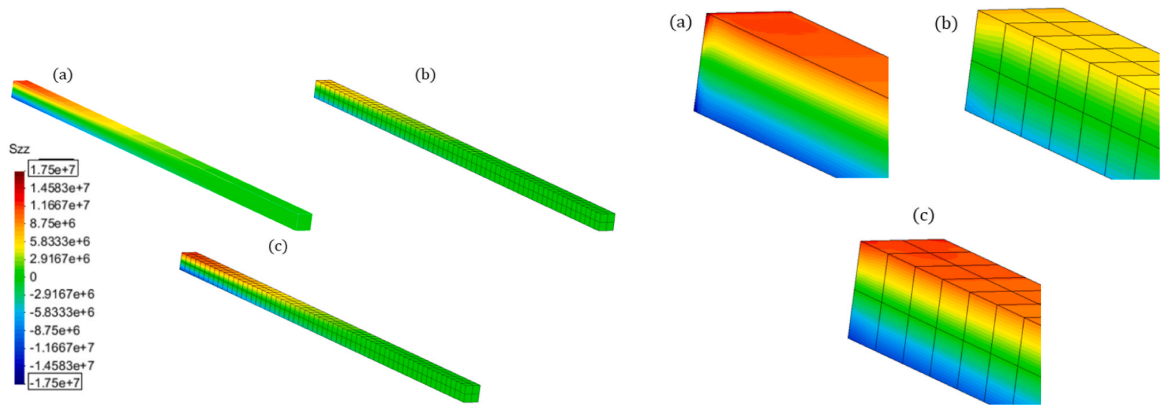 (a)
(b)
(c)
Szz
1.75e+7
1.4583e+7
1.1667e+7
8.75e+6
5.8333e+6
2.9167e+6
0
-2.9167e+6
-5.8333e+6
-8.75e+6
-1.1667e+7
-1.4583e+7
-1.75e+7
(a)
(b)
(c)